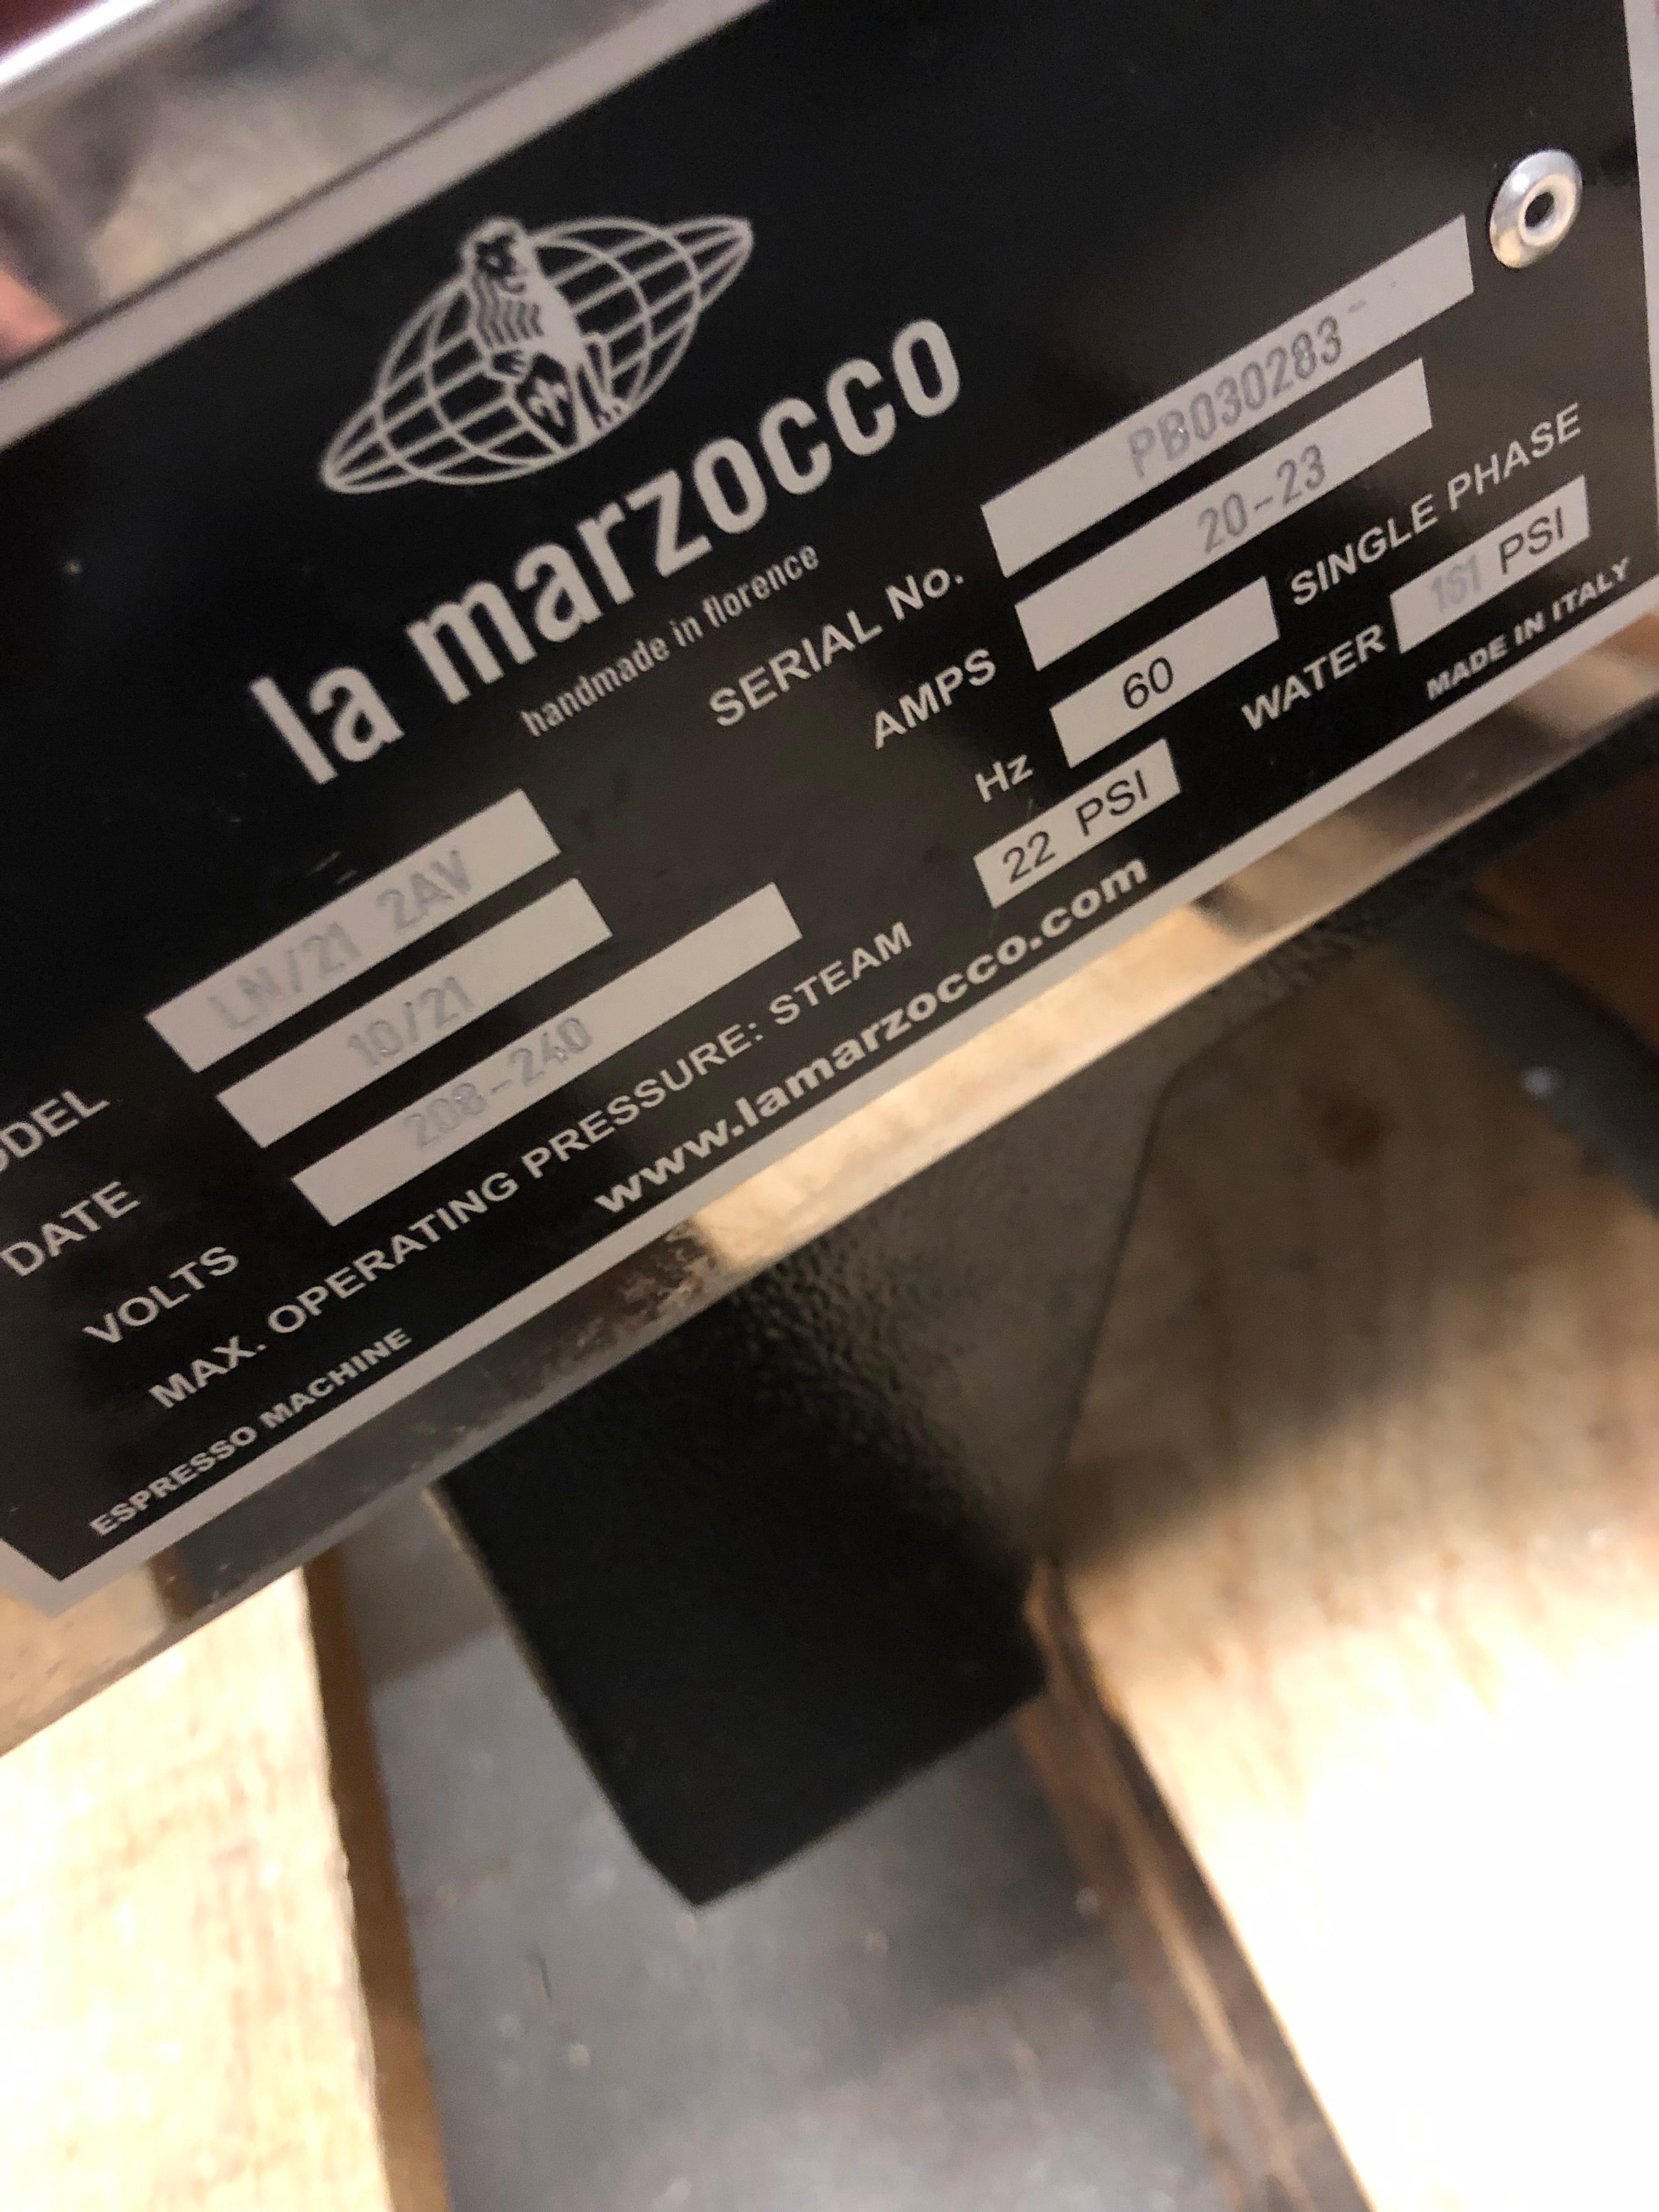 la marzocco
handmade in florence
SERIAL No. PB030283
AMPS 20-23
Hz 60 SINGLE PHASE
MODEL LN/21 2AV
DATE 10/21
VOLTS 208-240
MAX. OPERATING PRESSURE: STEAM 22 PSI WATER PSI
ESPRESSO MACHINE www.lamarzocco.com MADE IN ITALY